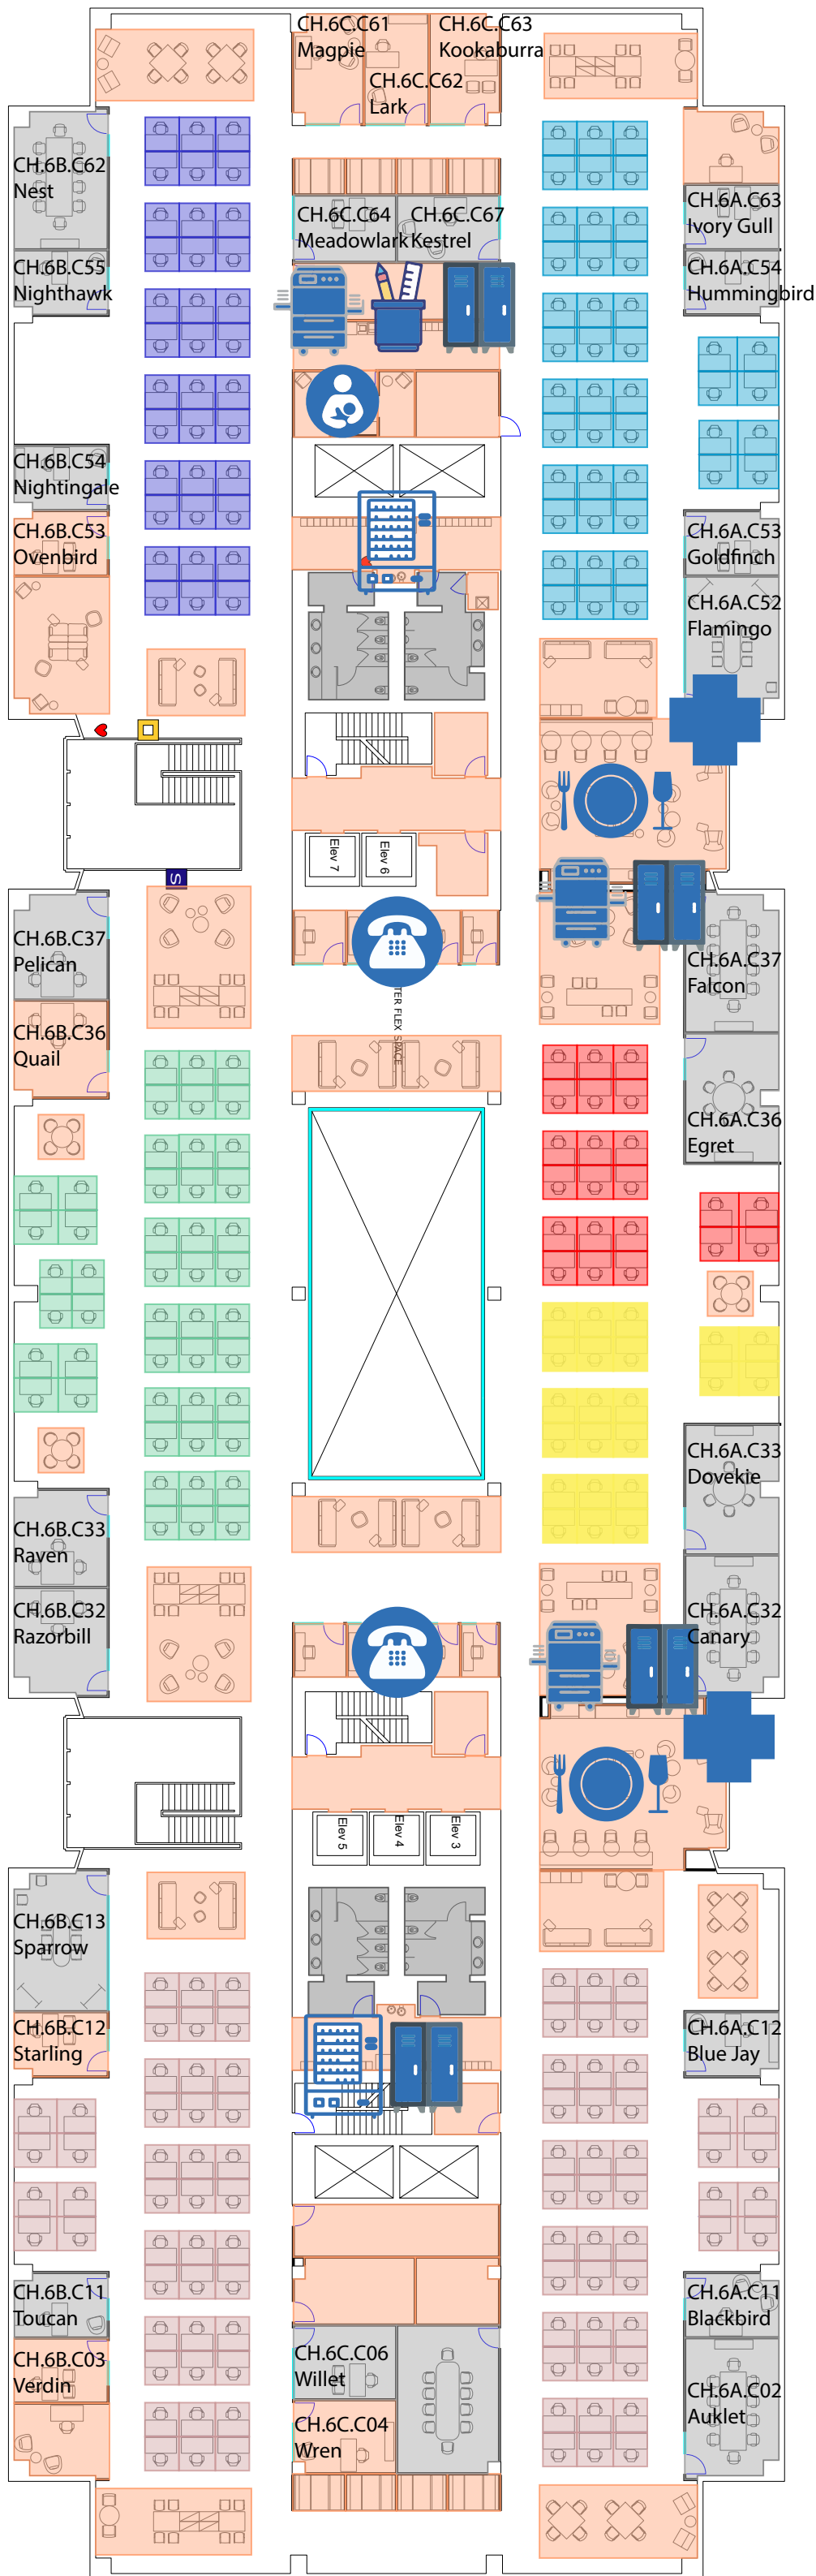 CH.6C.C61
Magpie
CH.6C.C63
Kookaburra
CH.6C.C62
Lark
CH.6B.C62
Nest
CH.6C.C64
Meadowlark
CH.6C.C67
Kestrel
CH.6A.C63
Ivory Gull
CH.6B.C55
Nighthawk
CH.6A.C54
Hummingbird
CH.6B.C54
Nightingale
CH.6B.C53
Ovenbird
CH.6A.C53
Goldfinch
CH.6A.C52
Flamingo
Elev 7
Elev 6
S
CH.6B.C37
Pelican
CH.6A.C37
Falcon
TER FLEX SPACE
CH.6B.C36
Quail
CH.6A.C36
Egret
CH.6A.C33
Dovekie
CH.6B.C33
Raven
CH.6B.C32
Razorbill
CH.6A.C32
Canary
Elev 5
Elev 4
Elev 3
CH.6B.C13
Sparrow
CH.6B.C12
Starling
CH.6A.C12
Blue Jay
CH.6B.C11
Toucan
CH.6A.C11
Blackbird
CH.6B.C03
Verdin
CH.6C.C06
Willet
CH.6A.C02
Auklet
CH.6C.C04
Wren